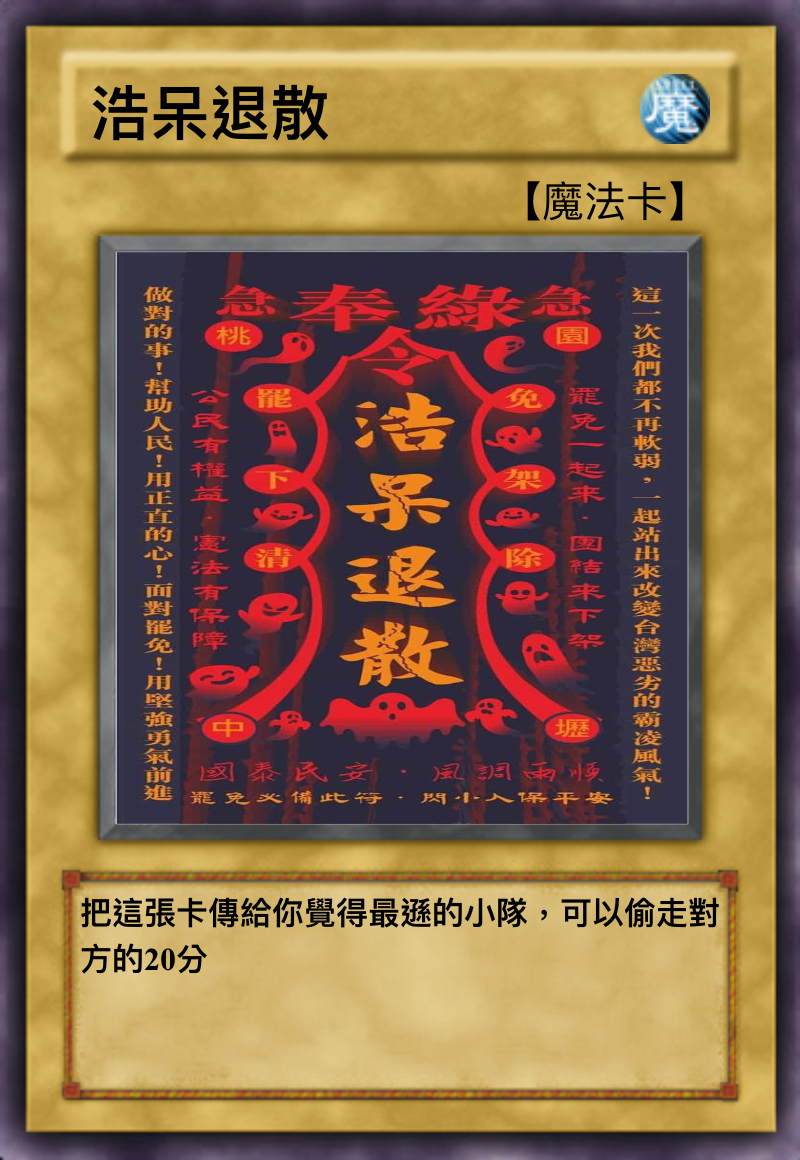 浩呆退散
魔
【魔法卡】
急奉綠急
桃
園
令
罷
免
下
架
清
除
中
壢
浩呆退散
這一次我們都不再軟弱，一起站出來改變台灣惡劣的霸凌風氣！
罷免一起來．團結來下架
公民有權益．憲法有保障
做對的事！幫助人民！用正直的心！面對罷免！用堅強勇氣前進
國泰民安．風調雨順
罷免必備此符．閃小人保平安
把這張卡傳給你覺得最遜的小隊，可以偷走對
方的20分